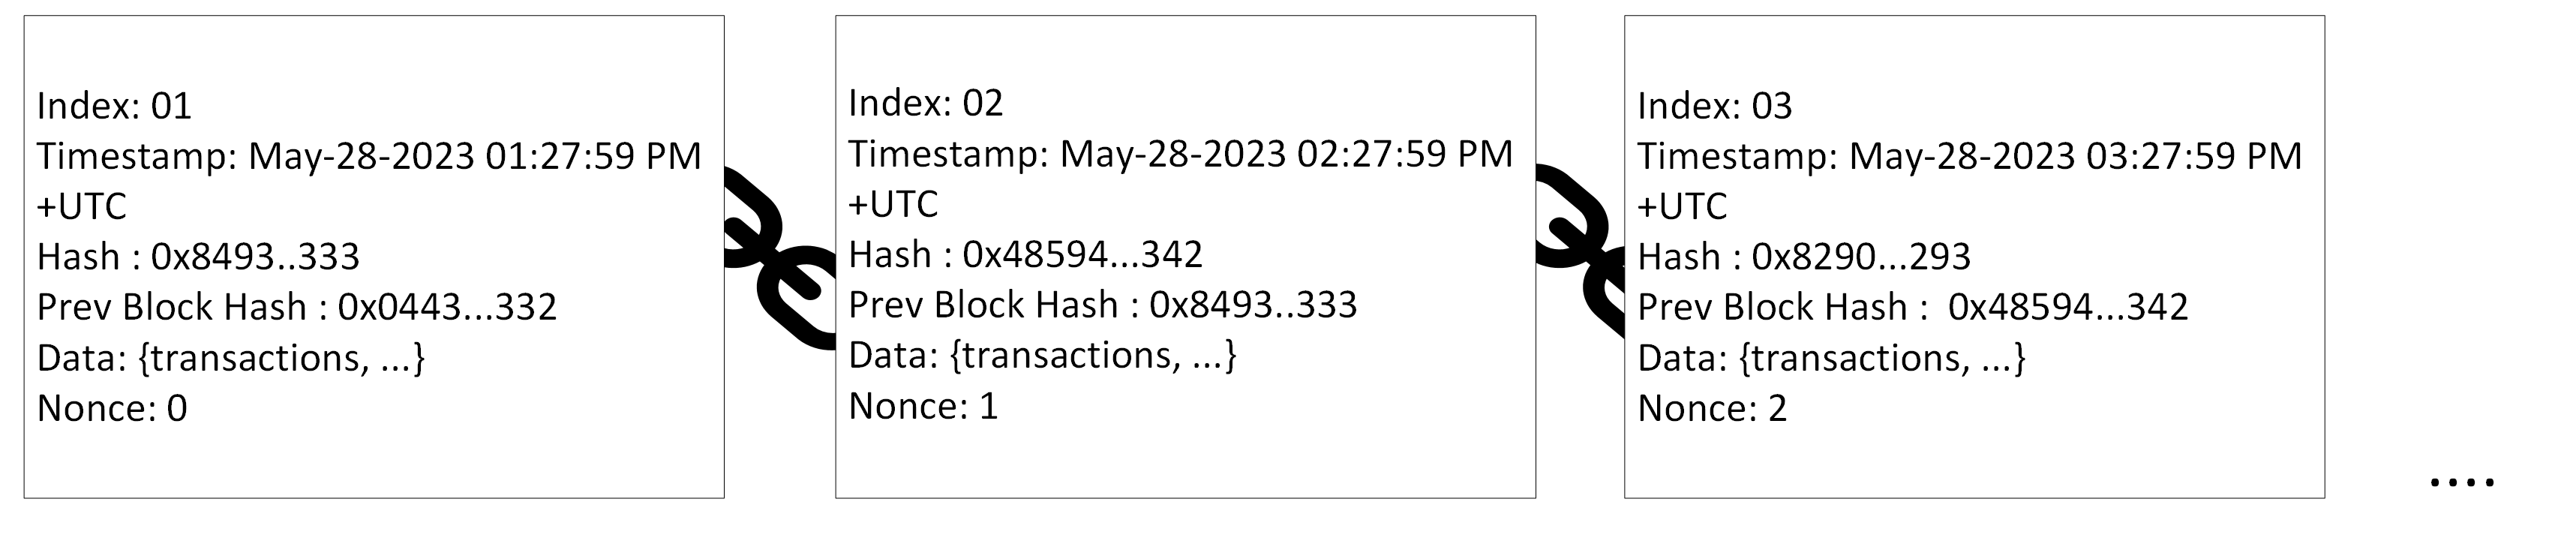 Index: 01
Timestamp: May-28-2023 01:27:59 PM
+UTC
Hash : 0x8493..333
Prev Block Hash : 0x0443...332
Data: {transactions, ...}
Nonce: 0
Index: 02
Timestamp: May-28-2023 02:27:59 PM
+UTC
Hash : 0x48594...342
Prev Block Hash : 0x8493..333
Data: {transactions, ...}
Nonce: 1
Index: 03
Timestamp: May-28-2023 03:27:59 PM
+UTC
Hash : 0x8290...293
Prev Block Hash :  0x48594...342
Data: {transactions, ...}
Nonce: 2
....